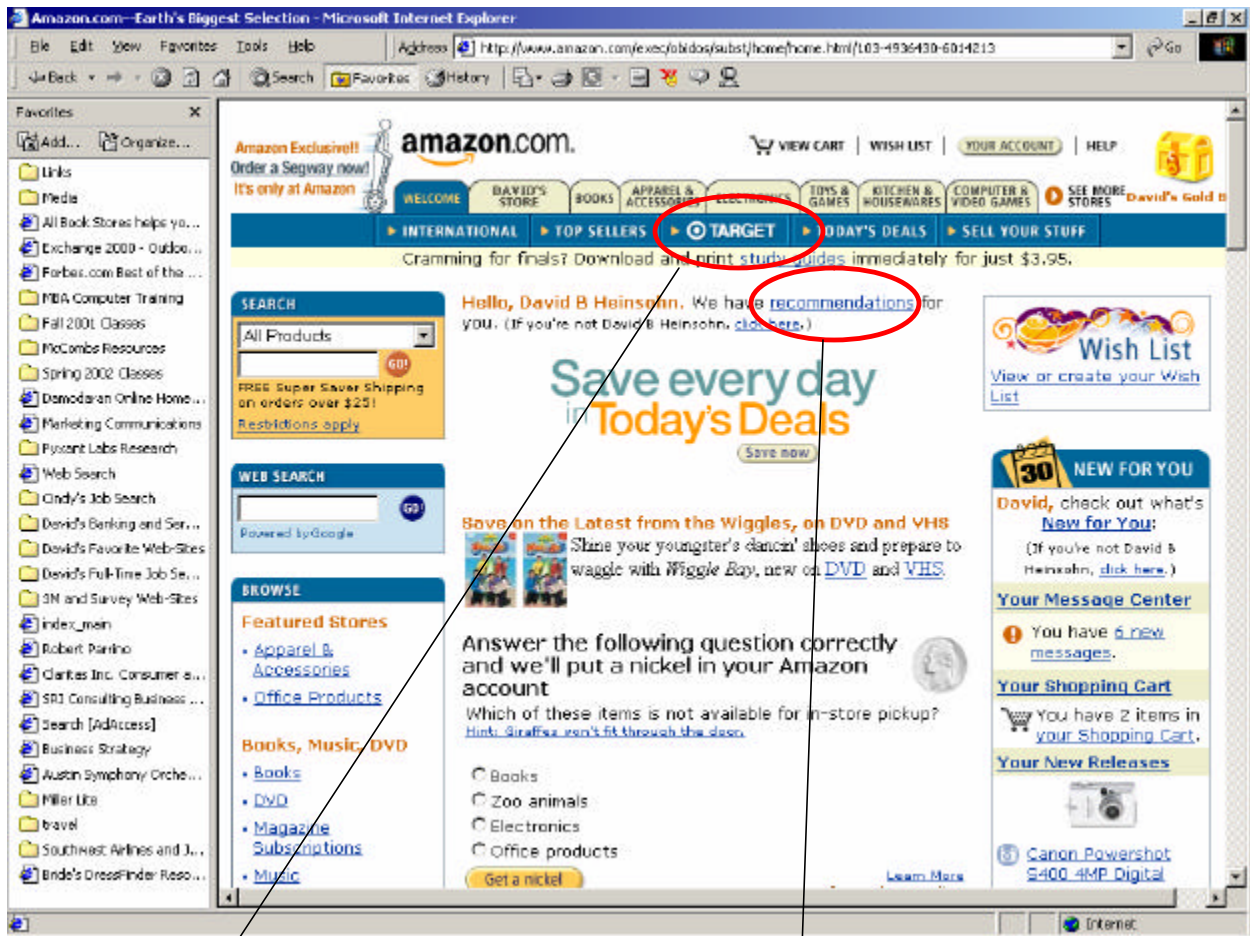 Amazon.com--Earth's Biggest Selection - Microsoft Internet Explorer
File Edit View Favorites Tools Help
Address http://www.amazon.com/exec/obidos/subst/home/home.html/103-4936430-6014213
Go
Back Search Favorites History
Favorites
Add... Organize...
Links
Media
All Book Stores helps yo...
Exchange 2000 - Outloo...
Forbes.com Best of the ...
MBA Computer Training
Fall 2001 Classes
McCombs Resources
Spring 2002 Classes
Damodaran Online Home...
Marketing Communications
Pyxant Labs Research
Web Search
Cindy's Job Search
David's Banking and Ser...
David's Favorite Web-Sites
David's Full-Time Job Se...
3M and Survey Web-Sites
index_main
Robert Parrino
Claritas Inc. Consumer a...
SRI Consulting Business ...
Search [AdAccess]
Business Strategy
Austin Symphony Orche...
Miller Lite
travel
Southwest Airlines and J...
Bride's DressFinder Reso...
Amazon Exclusive!!
Order a Segway now!
It's only at Amazon
amazon.com.
VIEW CART | WISH LIST | YOUR ACCOUNT | HELP
WELCOME
DAVID'S STORE
BOOKS
APPAREL & ACCESSORIES
ELECTRONICS
TOYS & GAMES
KITCHEN & HOUSEWARES
COMPUTER & VIDEO GAMES
SEE MORE STORES
David's Gold B
INTERNATIONAL TOP SELLERS TARGET TODAY'S DEALS SELL YOUR STUFF
Cramming for finals? Download and print study guides immediately for just $3.95.
SEARCH
All Products
GO!
FREE Super Saver Shipping
on orders over $25!
Restrictions apply
WEB SEARCH
GO!
Powered by Google
BROWSE
Featured Stores
Apparel &
Accessories
Office Products
Books, Music, DVD
Books
DVD
Magazine
Subscriptions
Music
Hello, David B Heinsohn. We have recommendations for
you. (If you're not David B Heinsohn, click here.)
Save every day
in Today's Deals
Save now
Save on the Latest from the Wiggles, on DVD and VHS
Shine your youngster's dancin' shoes and prepare to
waggle with Wiggle Bay, new on DVD and VHS.
Answer the following question correctly
and we'll put a nickel in your Amazon
account
Which of these items is not available for in-store pickup?
Hint: Giraffes won't fit through the door.
Books
Zoo animals
Electronics
Office products
Get a nickel
Learn More
Wish List
View or create your Wish
List
30
NEW FOR YOU
David, check out what's
New for You:
(If you're not David B
Heinsohn, click here.)
Your Message Center
You have 6 new
messages.
Your Shopping Cart
You have 2 items in
your Shopping Cart.
Your New Releases
Canon Powershot
S400 4MP Digital
Internet